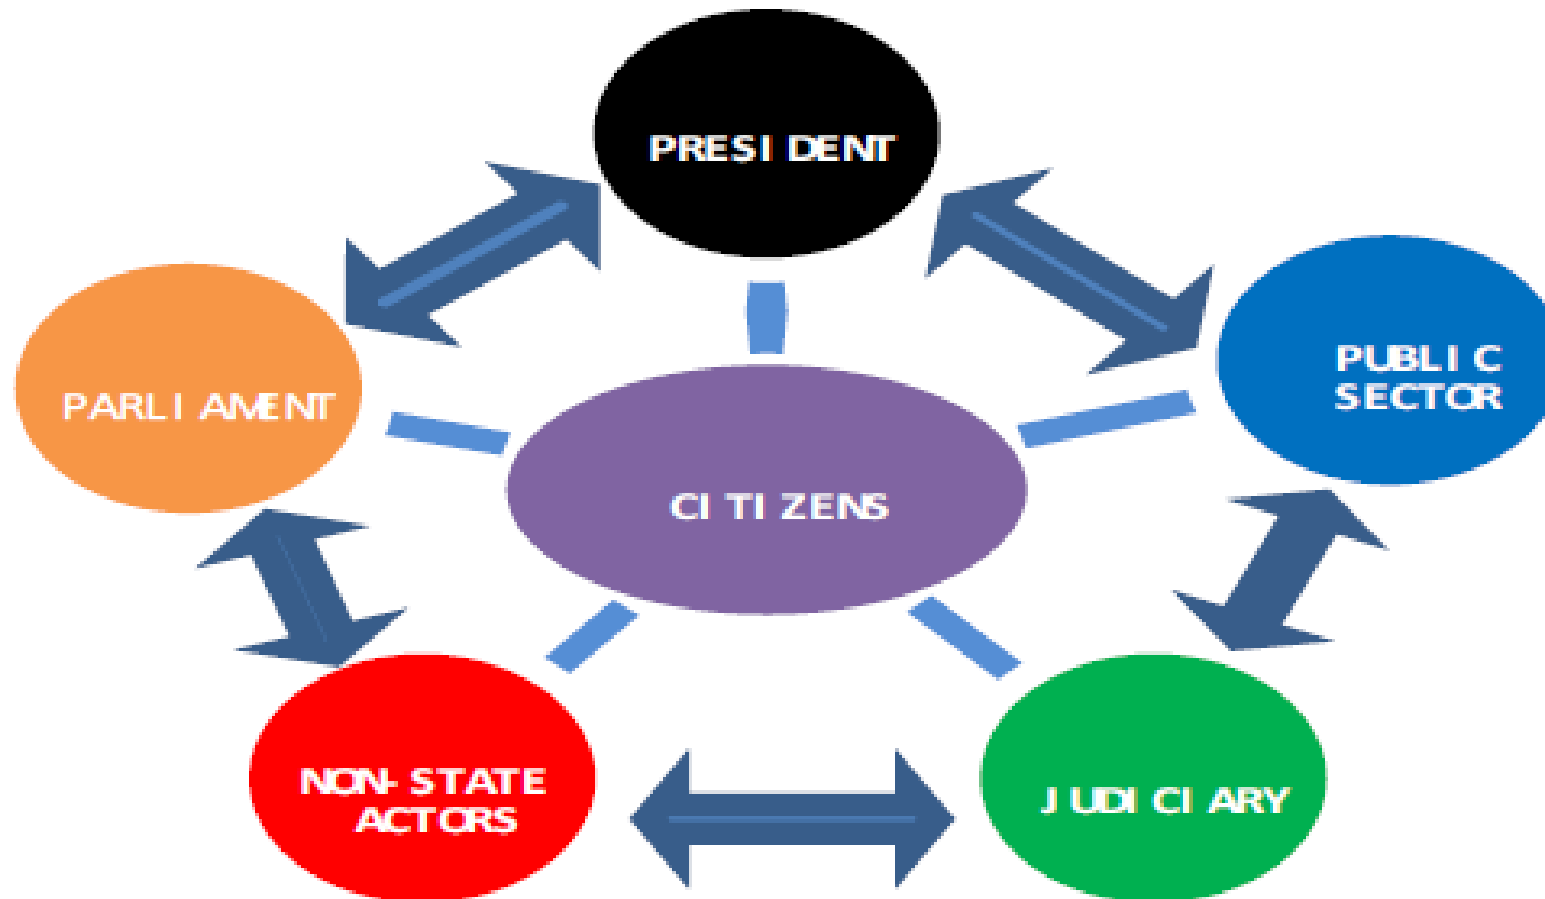 PRESIDENT
PUBLIC
SECTOR
PARLIAMENT
CITIZENS
NON-STATE
ACTORS
JUDICIARY